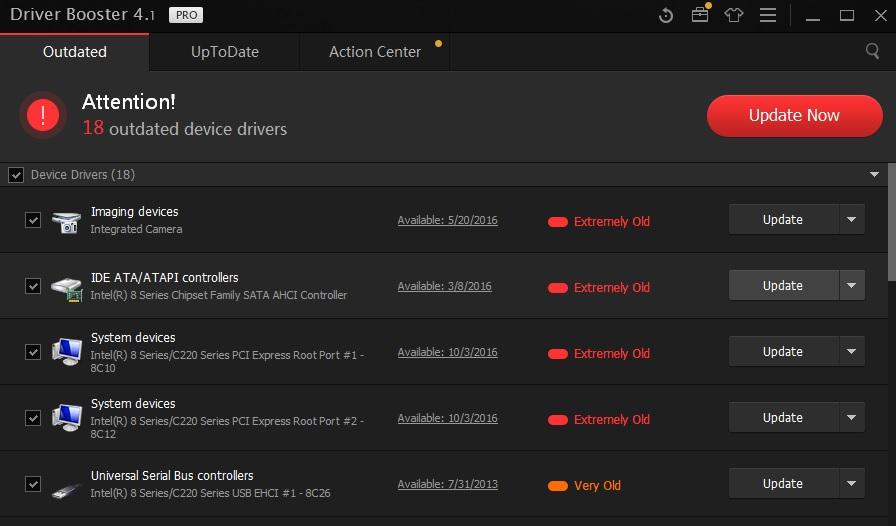 Driver Booster 4.1 PRO
Outdated UpToDate Action Center
Attention!
18 outdated device drivers
Update Now
Device Drivers (18)
Imaging devices
Integrated Camera
Available: 5/20/2016
Extremely Old
Update
IDE ATA/ATAPI controllers
Intel(R) 8 Series Chipset Family SATA AHCI Controller
Available: 3/8/2016
Extremely Old
Update
System devices
Intel(R) 8 Series/C220 Series PCI Express Root Port #1 -
8C10
Available: 10/3/2016
Extremely Old
Update
System devices
Intel(R) 8 Series/C220 Series PCI Express Root Port #2 -
8C12
Available: 10/3/2016
Extremely Old
Update
Universal Serial Bus controllers
Intel(R) 8 Series/C220 Series USB EHCI #1 - 8C26
Available: 7/31/2013
Very Old
Update